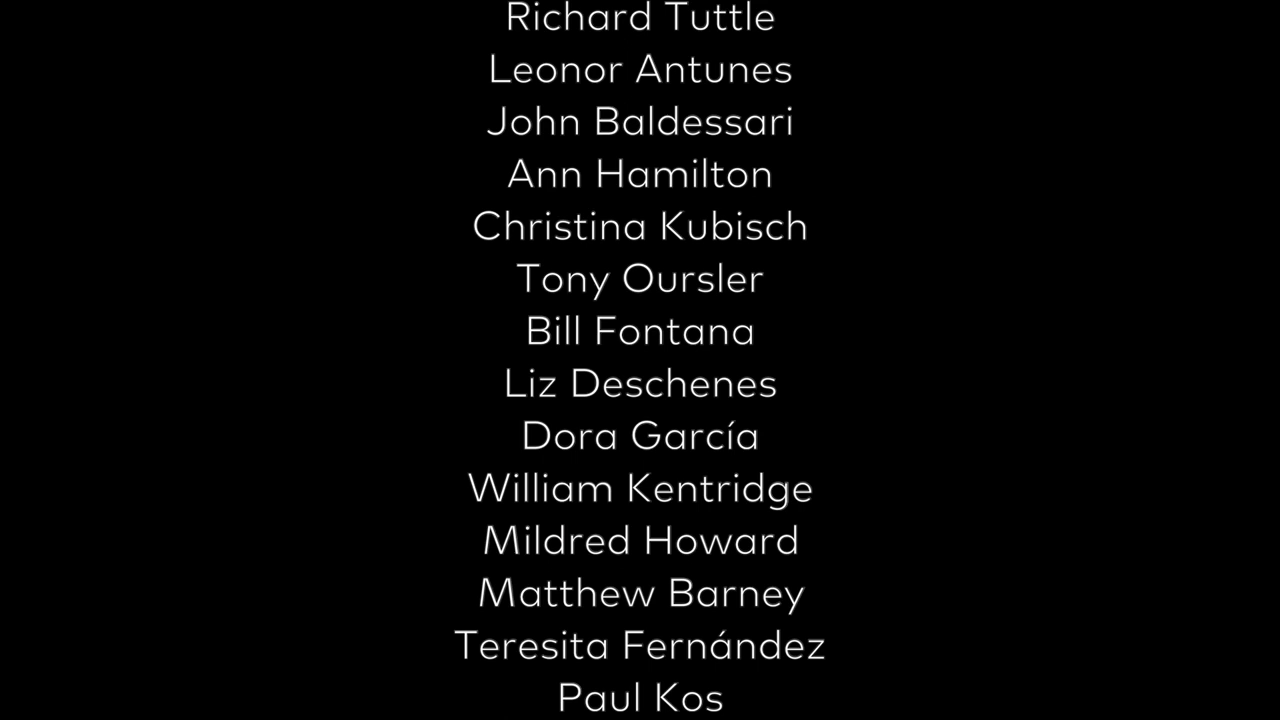 Richard Tuttle
Leonor Antunes
John Baldessari
Ann Hamilton
Christina Kubisch
Tony Oursler
Bill Fontana
Liz Deschenes
Dora García
William Kentridge
Mildred Howard
Matthew Barney
Teresita Fernández
Paul Kos